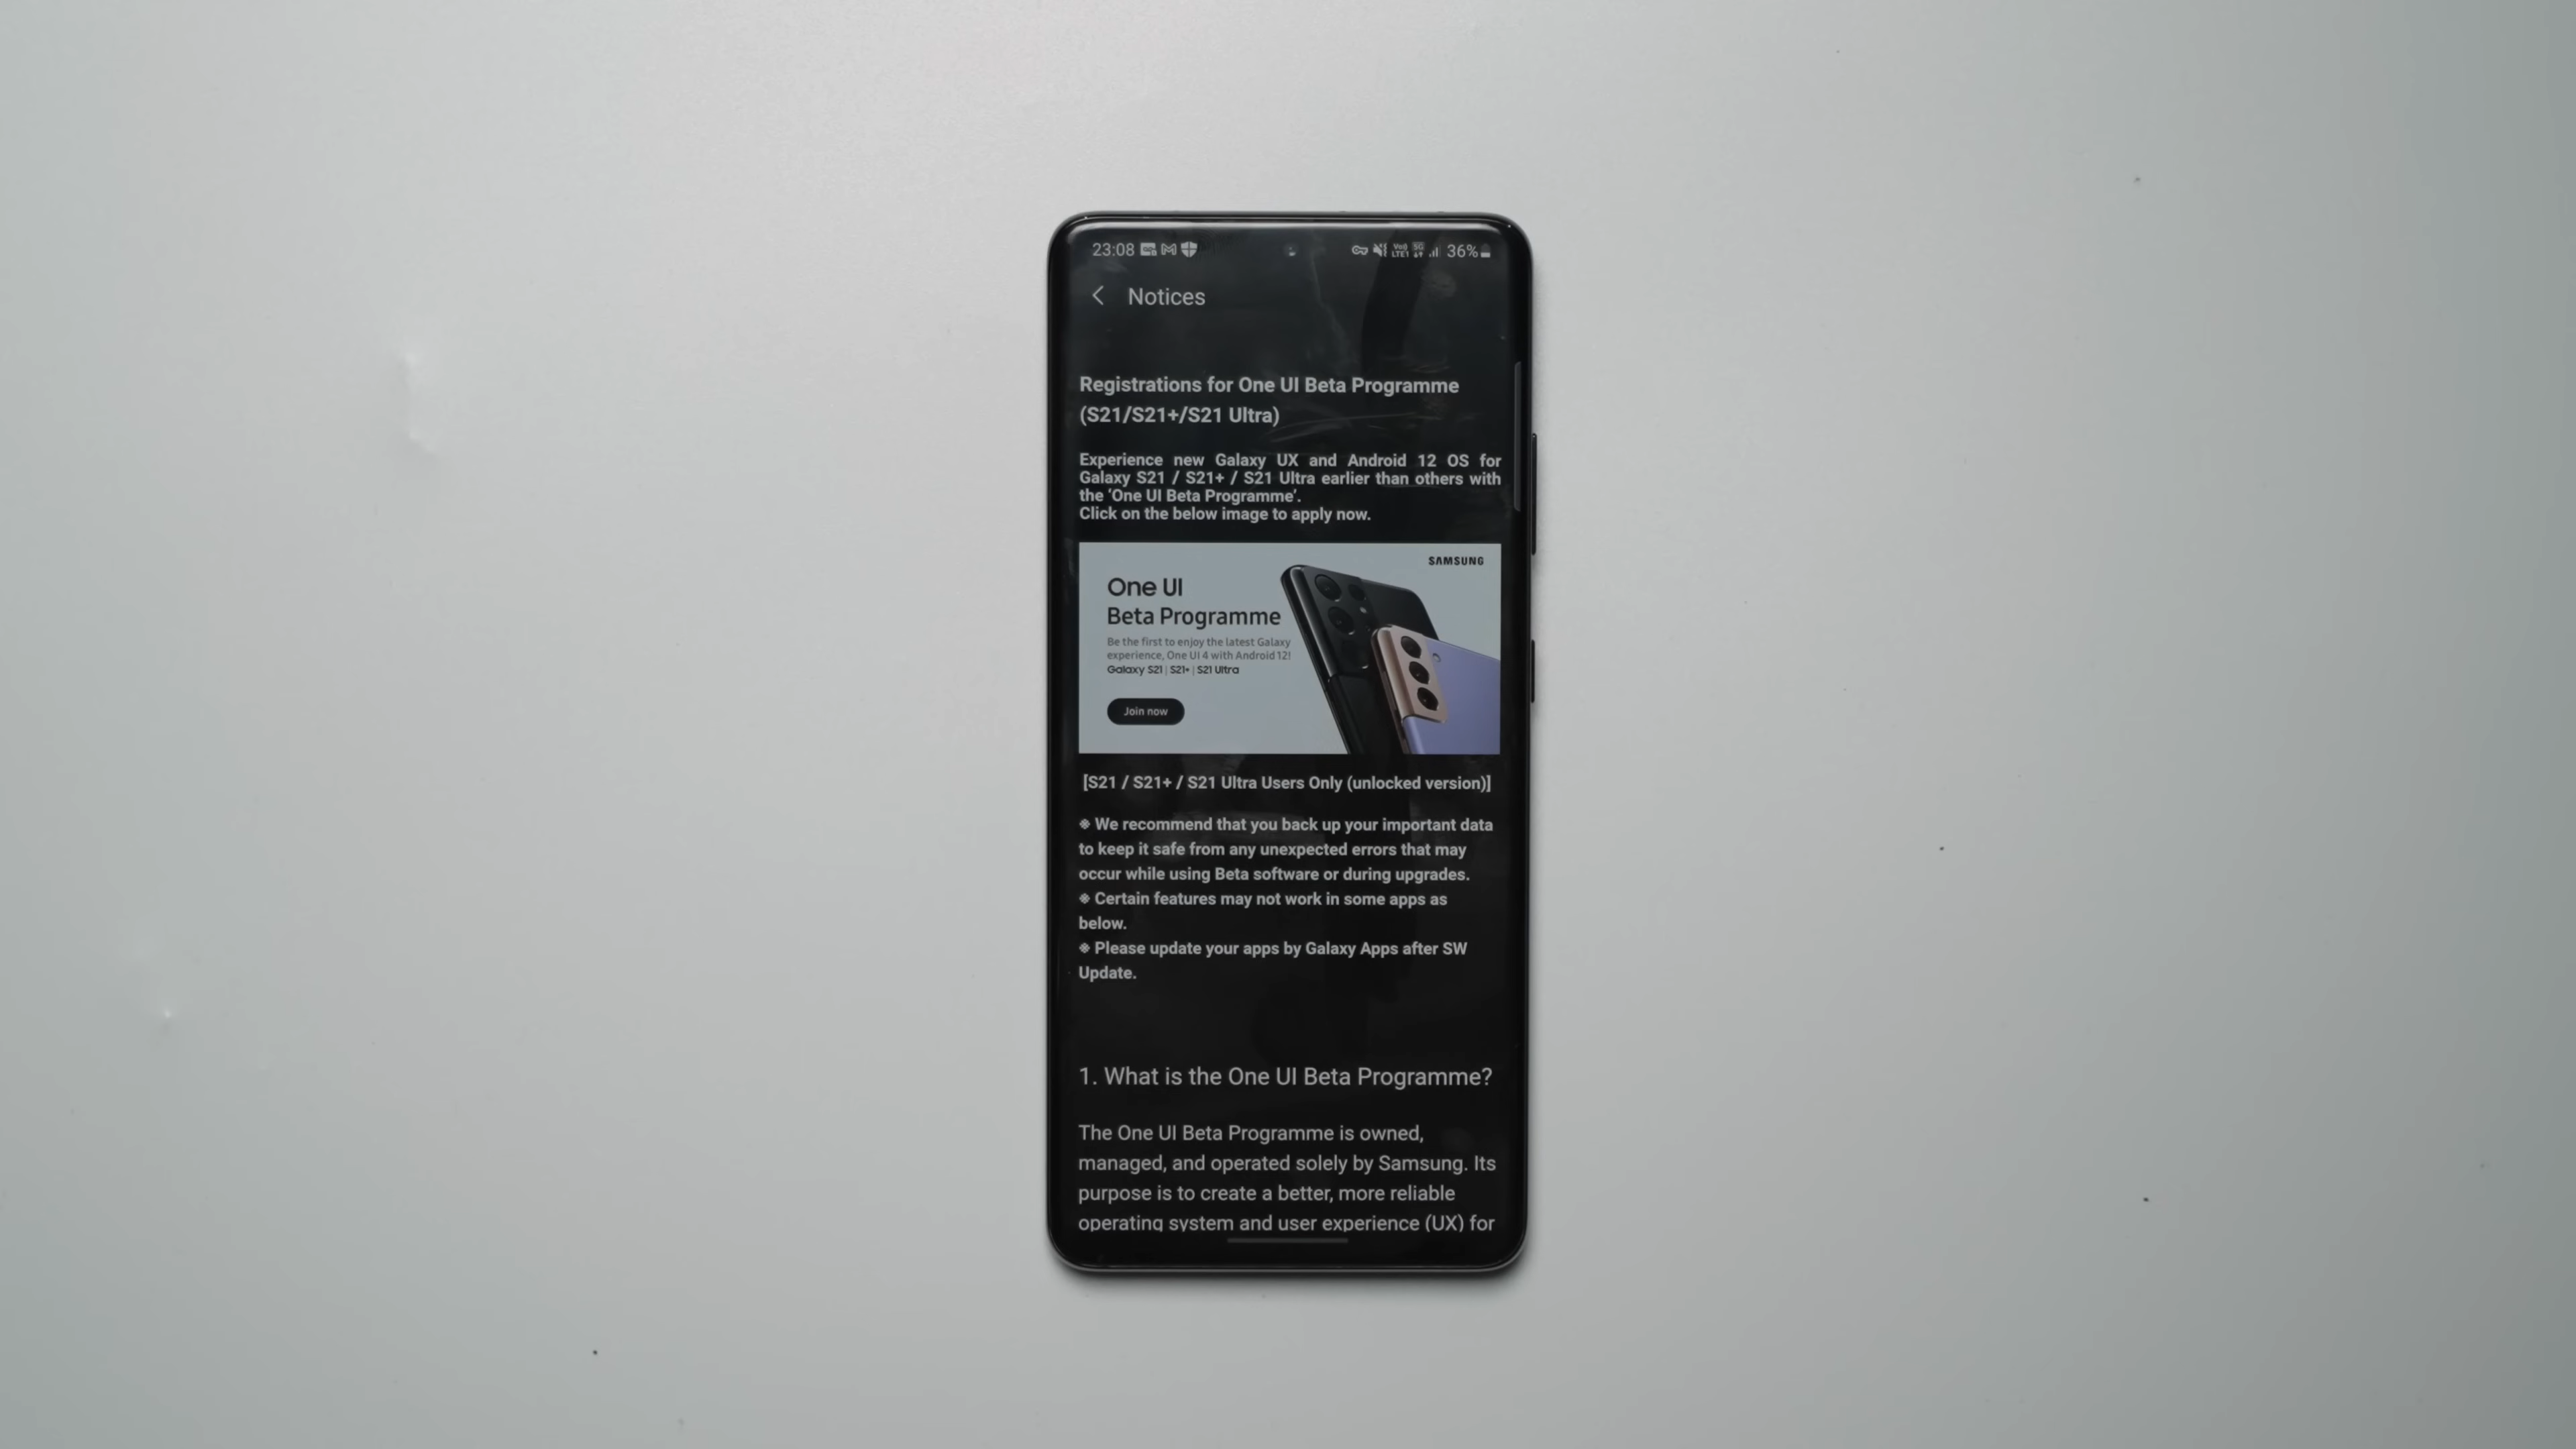 23:08
36%
Notices
Registrations for One UI Beta Programme
(S21/S21+/S21 Ultra)
Experience new Galaxy UX and Android 12 OS for
Galaxy S21 / S21+ / S21 Ultra earlier than others with
the ‘One UI Beta Programme’.
Click on the below image to apply now.
SAMSUNG
One UI
Beta Programme
Be the first to enjoy the latest Galaxy
experience, One UI 4 with Android 12!
Galaxy S21 | S21+ | S21 Ultra
Join now
[S21 / S21+ / S21 Ultra Users Only (unlocked version)]
※ We recommend that you back up your important data
to keep it safe from any unexpected errors that may
occur while using Beta software or during upgrades.
※ Certain features may not work in some apps as
below.
※ Please update your apps by Galaxy Apps after SW
Update.
1. What is the One UI Beta Programme?
The One UI Beta Programme is owned,
managed, and operated solely by Samsung. Its
purpose is to create a better, more reliable
operating system and user experience (UX) for